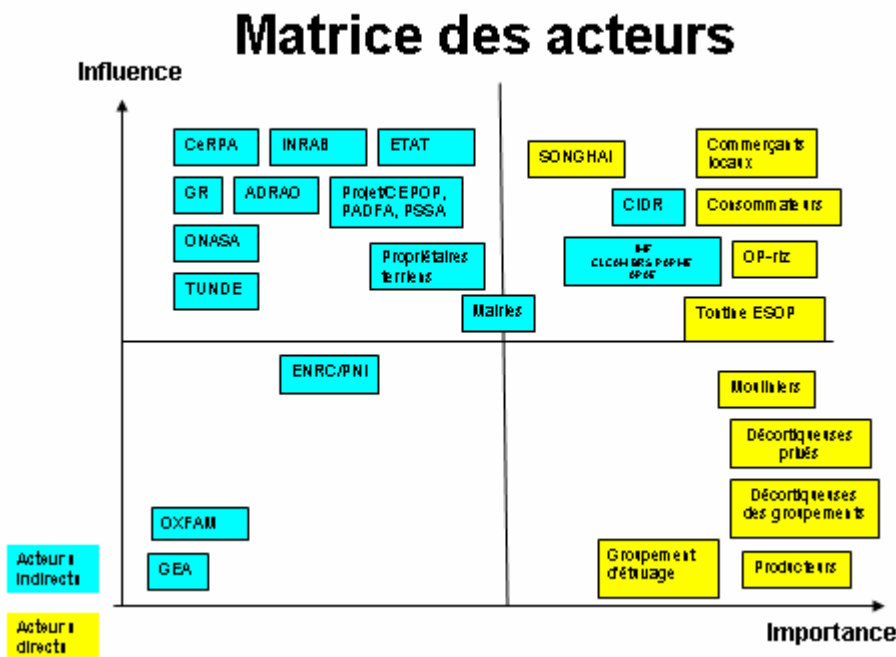 Matrice des acteurs
Influence
CeRPA
INRAB
ETAT
SONGHAI
Commerçants
locaux
GR
ADRAO
Projet/CEPOP,
PADFA, PSSA
CIDR
Consommateurs
ONASA
Propriétaires
terriens
OP-riz
TUNDE
Mairies
Tontine ESOP
ENRC/PNI
Mouliniers
Décortiqueuses
privés
Décortiqueuses
des groupements
OXFAM
GEA
Groupement
d'étuvage
Producteurs
Acteurs
indirects
Acteurs
directs
Importance